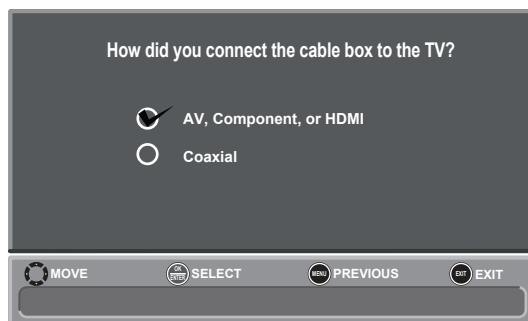 How did you connect the cable box to the TV?
AV, Component, or HDMI
Coaxial
MOVE OK ENTER SELECT MENU PREVIOUS EXIT EXIT